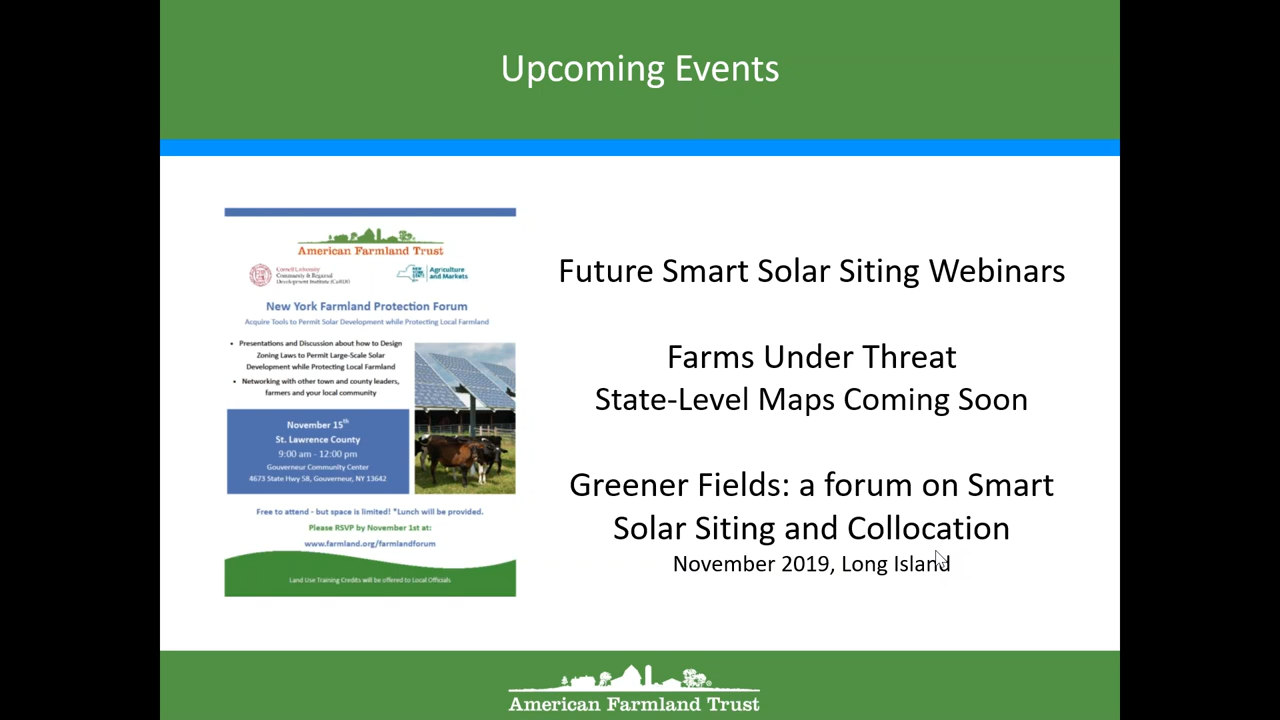 Upcoming Events
American Farmland Trust
Cornell University
Community & Regional
Development Institute (CaRDI)
NEW YORK STATE
Agriculture
and Markets
New York Farmland Protection Forum
Acquire Tools to Permit Solar Development while Protecting Local Farmland
• Presentations and Discussion about how to Design
Zoning Laws to Permit Large-Scale Solar
Development while Protecting Local Farmland
• Networking with other town and county leaders,
farmers and your local community
November 15th
St. Lawrence County
9:00 am - 12:00 pm
Gouverneur Community Center
4673 State Hwy 58, Gouverneur, NY 13642
Free to attend - but space is limited! *Lunch will be provided.
Please RSVP by November 1st at:
www.farmland.org/farmlandforum
Land Use Training Credits will be offered to Local Officials
Future Smart Solar Siting Webinars
Farms Under Threat
State-Level Maps Coming Soon
Greener Fields: a forum on Smart
Solar Siting and Collocation
November 2019, Long Island
American Farmland Trust